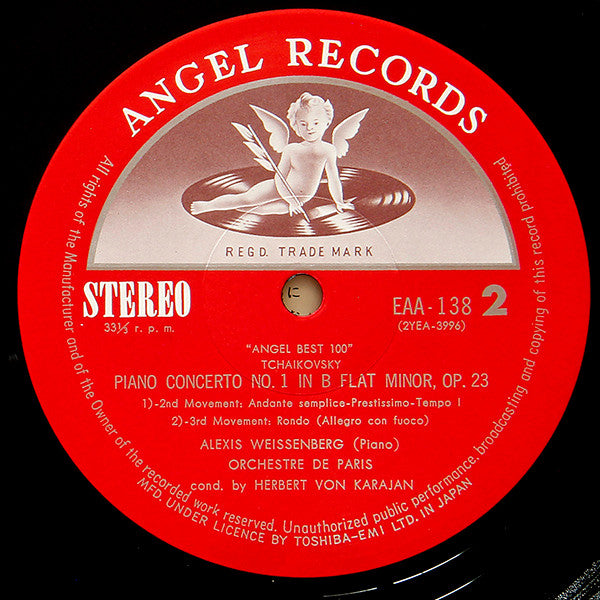 ANGEL RECORDS
REGD. TRADE MARK
STEREO
33⅓ r. p. m.
EAA-138 2
(2YEA-3996)
"ANGEL BEST 100"
TCHAIKOVSKY
PIANO CONCERTO NO. 1 IN B FLAT MINOR, OP. 23
1)-2nd Movement: Andante semplice-Prestissimo-Tempo I
2)-3rd Movement: Rondo (Allegro con fuoco)
ALEXIS WEISSENBERG (Piano)
ORCHESTRE DE PARIS
cond. by HERBERT VON KARAJAN
All rights of the Manufacturer and of the Owner of the recorded work reserved. Unauthorized public performance, broadcasting and copying of this record prohibited
MFD. UNDER LICENCE BY TOSHIBA-EMI LTD. IN JAPAN